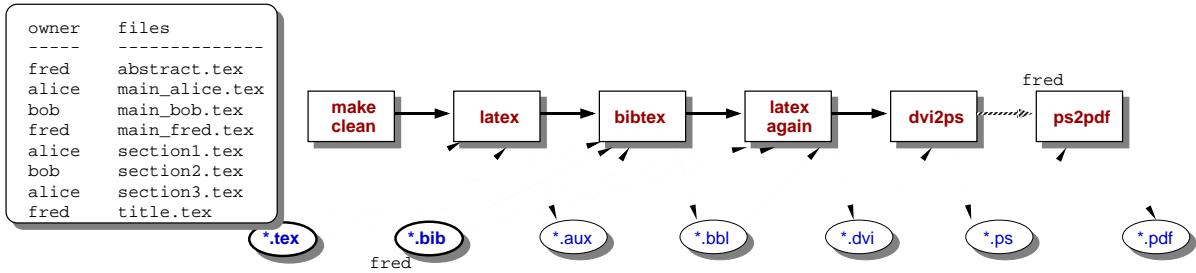 owner files
----- --------------
fred abstract.tex
alice main_alice.tex
bob main_bob.tex
fred main_fred.tex
alice section1.tex
bob section2.tex
alice section3.tex
fred title.tex
fred
make
clean
latex
bibtex
latex
again
dvi2ps
ps2pdf
*.tex
*.bib
*.aux
*.bbl
*.dvi
*.ps
*.pdf
fred